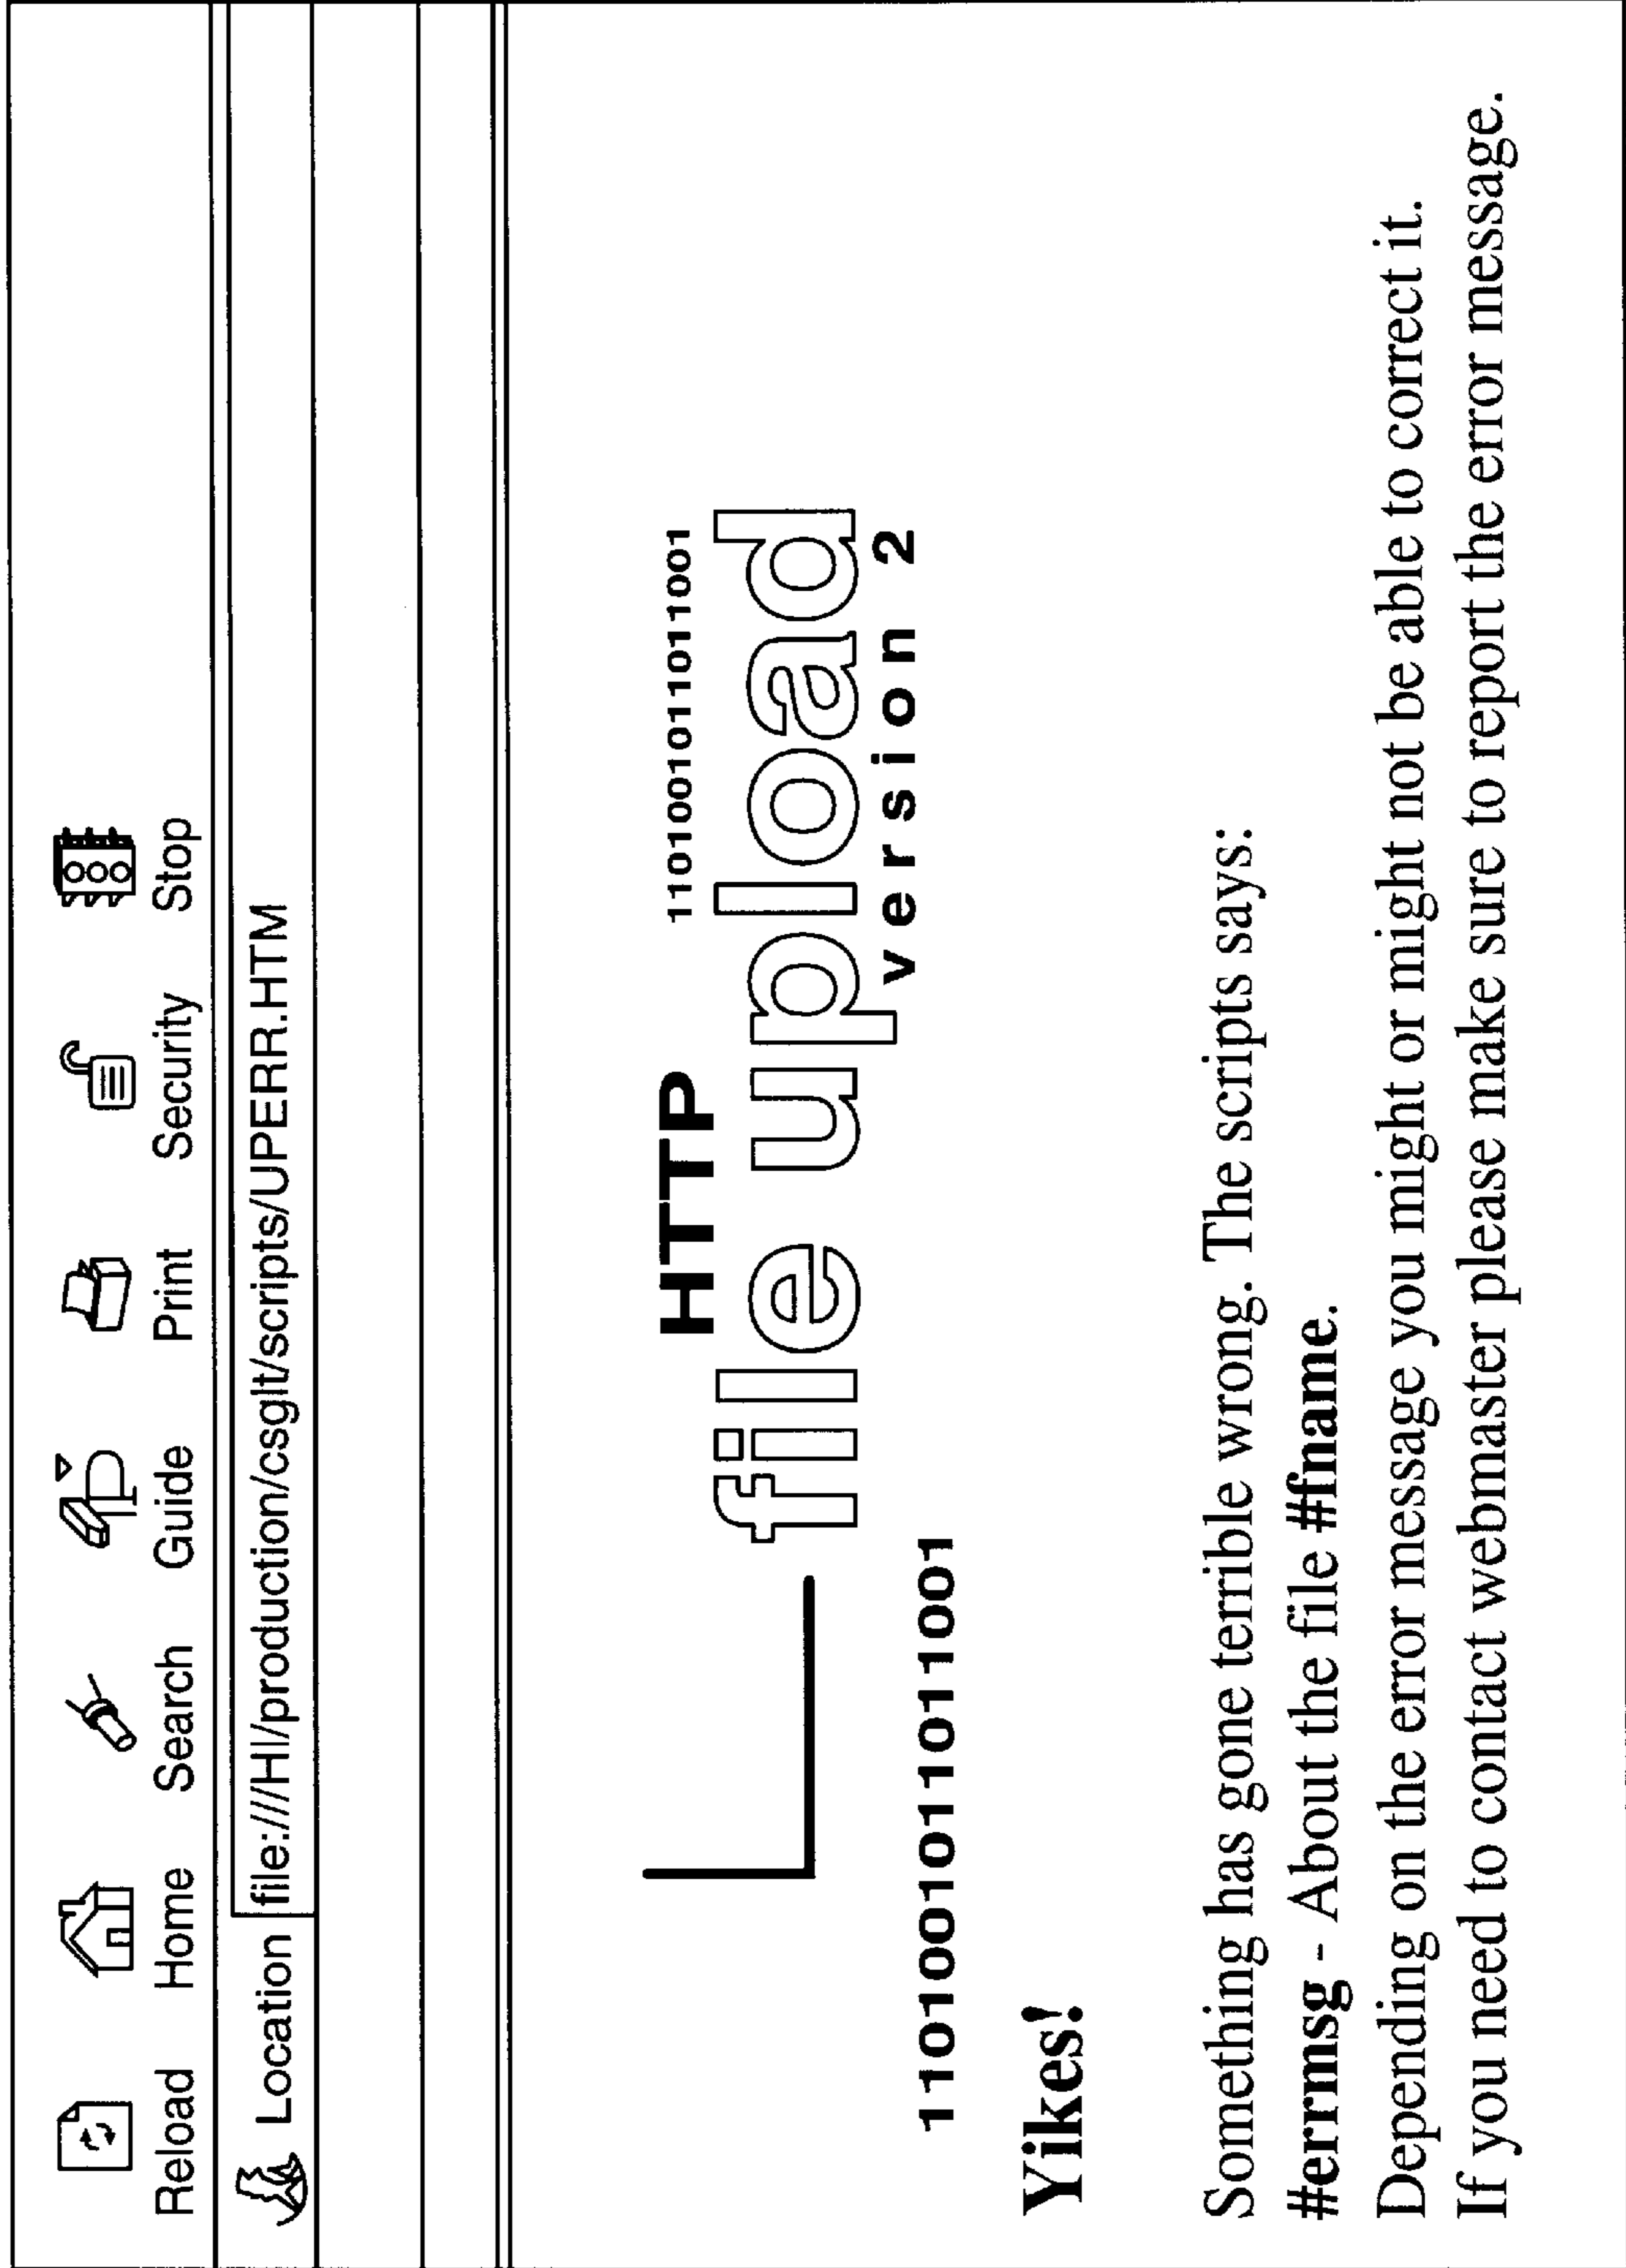 Reload Home Search Guide Print Security Stop
Location file:///H|/production/csglt/scripts/UPERR.HTM
HTTP 110100101101101001
file upload
version 2
11010010110110101001
Yikes!
Something has gone terrible wrong. The scripts says:
#errmsg - About the file #fname.
Depending on the error message you might or might not be able to correct it.
If you need to contact webmaster please make sure to report the error message.